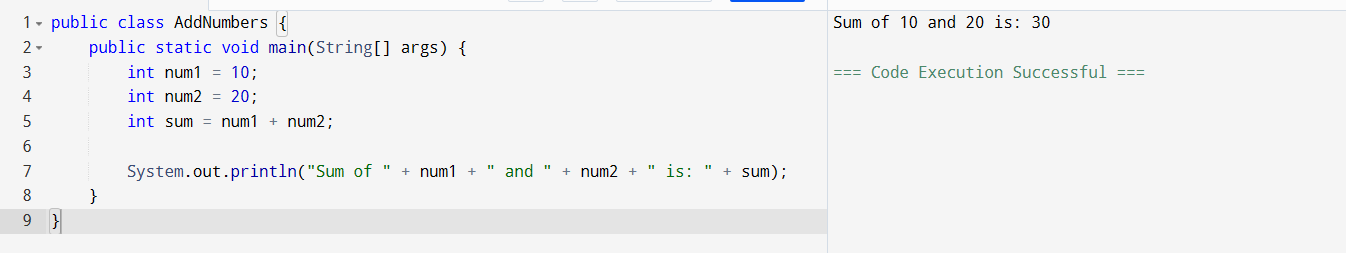 1 public class AddNumbers {
2     public static void main(String[] args) {
3         int num1 = 10;
4         int num2 = 20;
5         int sum = num1 + num2;
6
7         System.out.println("Sum of " + num1 + " and " + num2 + " is: " + sum);
8     }
9 }
Sum of 10 and 20 is: 30
=== Code Execution Successful ===